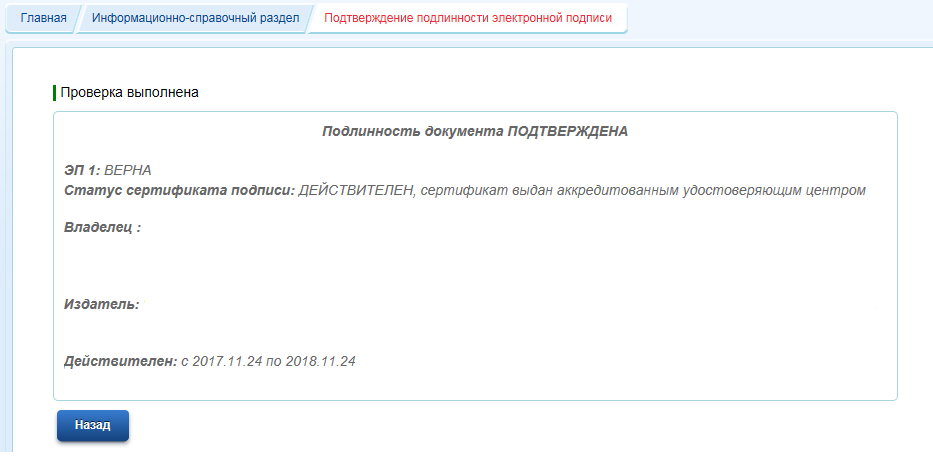 Главная Информационно-справочный раздел Подтверждение подлинности электронной подписи
Проверка выполнена
Подлинность документа ПОДТВЕРЖДЕНА
ЭП 1: ВЕРНА
Статус сертификата подписи: ДЕЙСТВИТЕЛЕН, сертификат выдан аккредитованным удостоверяющим центром
Владелец :
Издатель:
Действителен: с 2017.11.24 по 2018.11.24
Назад